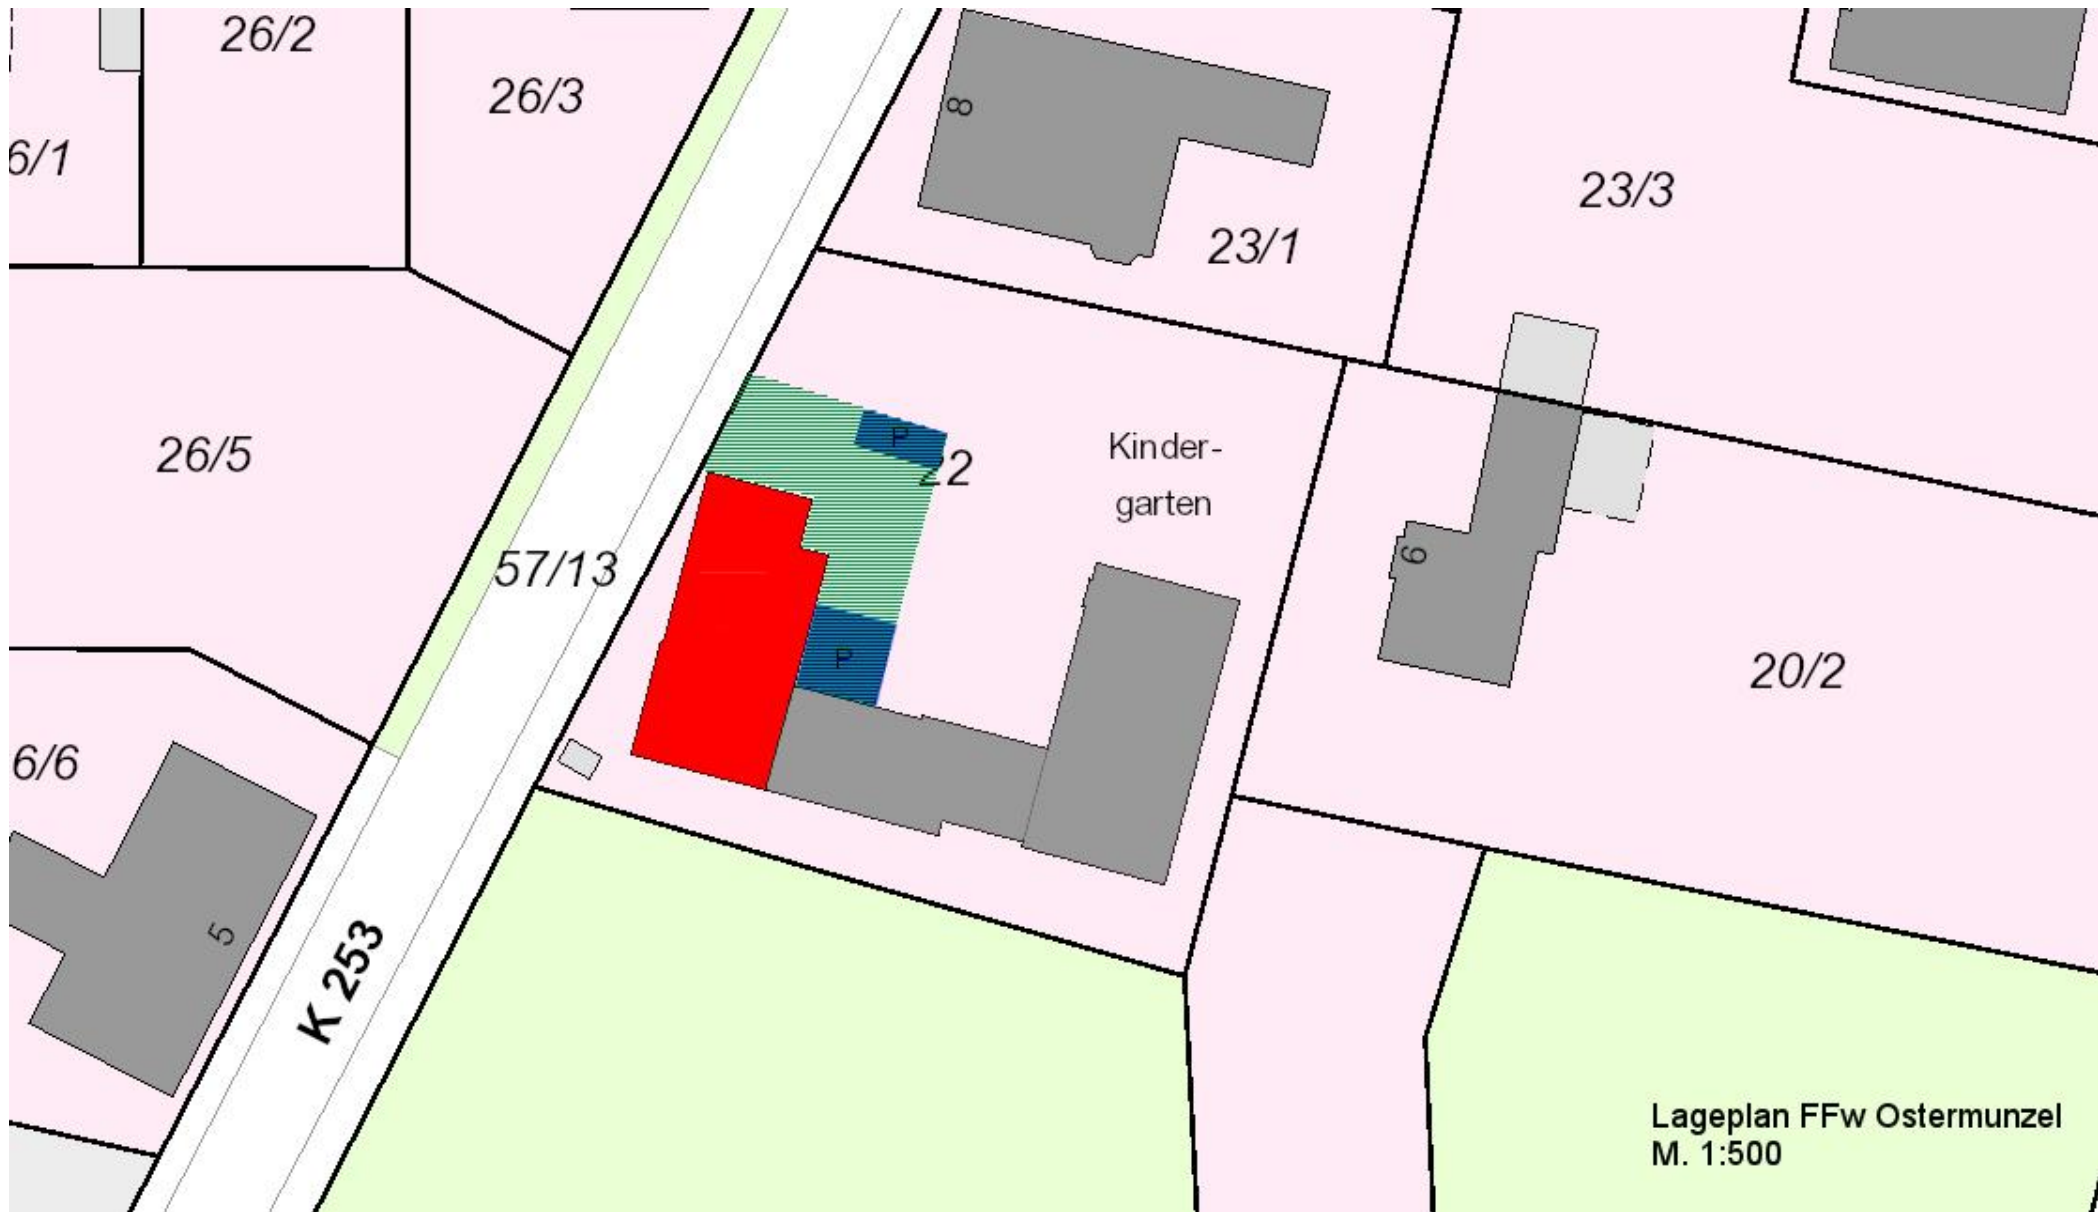 26/2
26/3
6/1
8
23/3
23/1
26/5
P
22
Kinder-
garten
57/13
6
P
20/2
6/6
5
K 253
Lageplan FFw Ostermunzel
M. 1:500